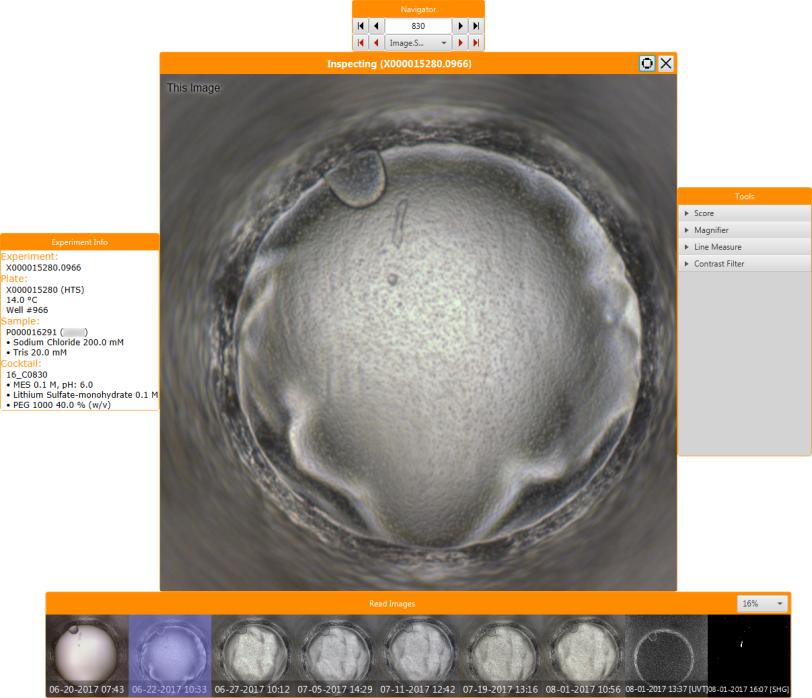 Navigator
830
Image.S...
Inspecting (X000015280.0966)
This Image:
Experiment Info
Experiment:
X000015280.0966
Plate:
X000015280 (HTS)
14.0 °C
Well #966
Sample:
P000016291 ( )
• Sodium Chloride 200.0 mM
• Tris 20.0 mM
Cocktail:
16_C0830
• MES 0.1 M, pH: 6.0
• Lithium Sulfate-monohydrate 0.1 M
• PEG 1000 40.0 % (w/v)
Tools
Score
Magnifier
Line Measure
Contrast Filter
Read Images
16%
06-20-2017 07:43
06-22-2017 10:33
06-27-2017 10:12
07-05-2017 14:29
07-11-2017 12:42
07-19-2017 13:16
08-01-2017 10:56
08-01-2017 13:37 [UVT]
08-01-2017 16:07 [SHG]